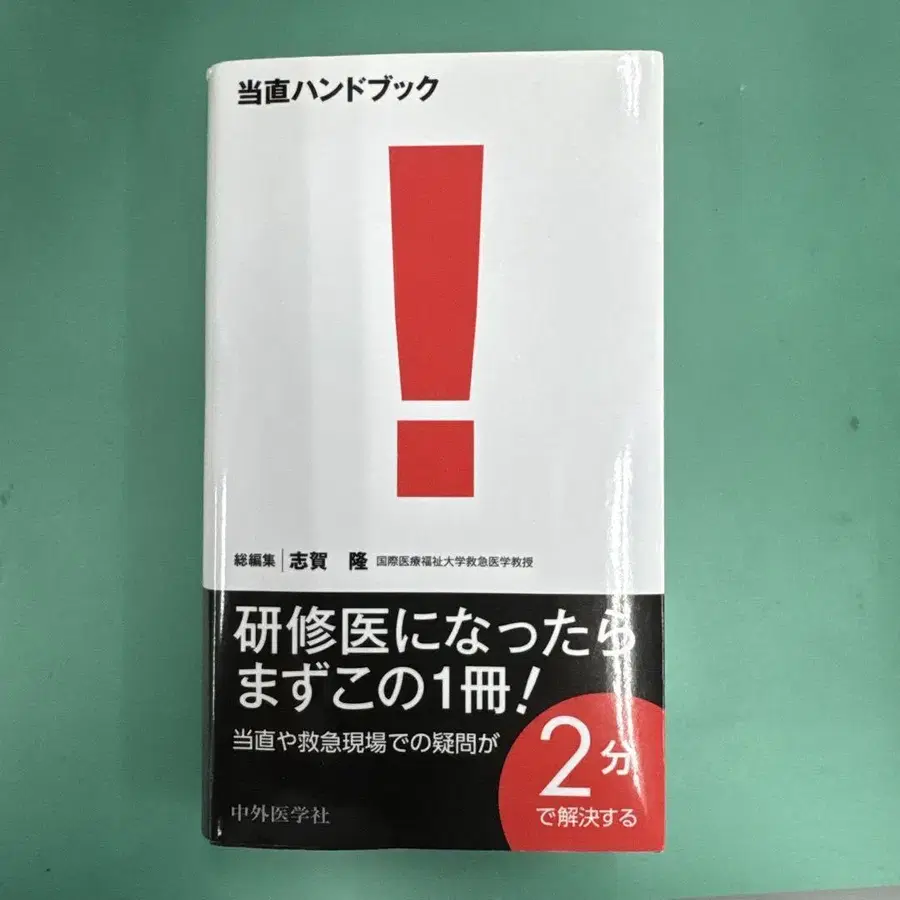 当直ハンドブック
!
総編集 志賀 隆 国際医療福祉大学救急医学教授
研修医になったら
まずこの1冊!
当直や救急現場での疑問が
2分
で解決する
中外医学社